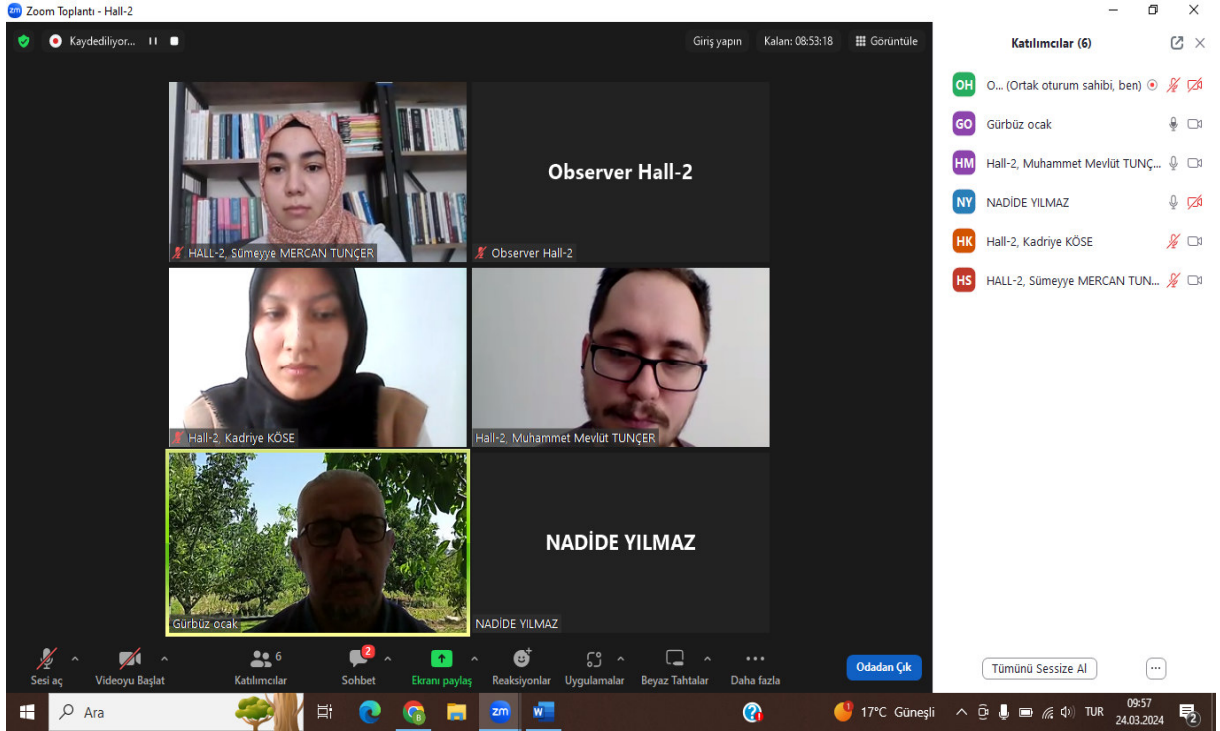 zm Zoom Toplantı - Hall-2
Kaydediliyor...
Giriş yapın
Kalan: 08:53:18
Görüntüle
HALL-2, Sümeyye MERCAN TUNÇER
Observer Hall-2
Observer Hall-2
Hall-2, Kadriye KÖSE
Hall-2, Muhammet Mevlüt TUNÇER
Gürbüz ocak
NADİDE YILMAZ
NADİDE YILMAZ
Katılımcılar (6)
OH O... (Ortak oturum sahibi, ben)
GO Gürbüz ocak
HM Hall-2, Muhammet Mevlüt TUNÇ...
NY NADİDE YILMAZ
HK Hall-2, Kadriye KÖSE
HS HALL-2, Sümeyye MERCAN TUN...
Tümünü Sessize Al
6
2
Sesi aç
Videoyu Başlat
Katılımcılar
Sohbet
Ekranı paylaş
Reaksiyonlar
Uygulamalar
Beyaz Tahtalar
Daha fazla
Odadan Çık
Ara
zm
17°C Güneşli
TUR
09:57
24.03.2024
2